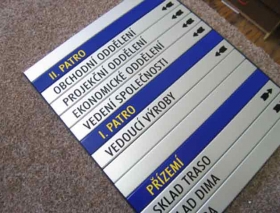 II. PATRO
OBCHODNÍ ODDĚLENÍ
PROJEKČNÍ ODDĚLENÍ
EKONOMICKÉ ODDĚLENÍ
VEDENÍ SPOLEČNOSTI
I. PATRO
VEDOUCÍ VÝROBY
PŘÍZEMÍ
SKLAD TRASO
SKLAD DIMA